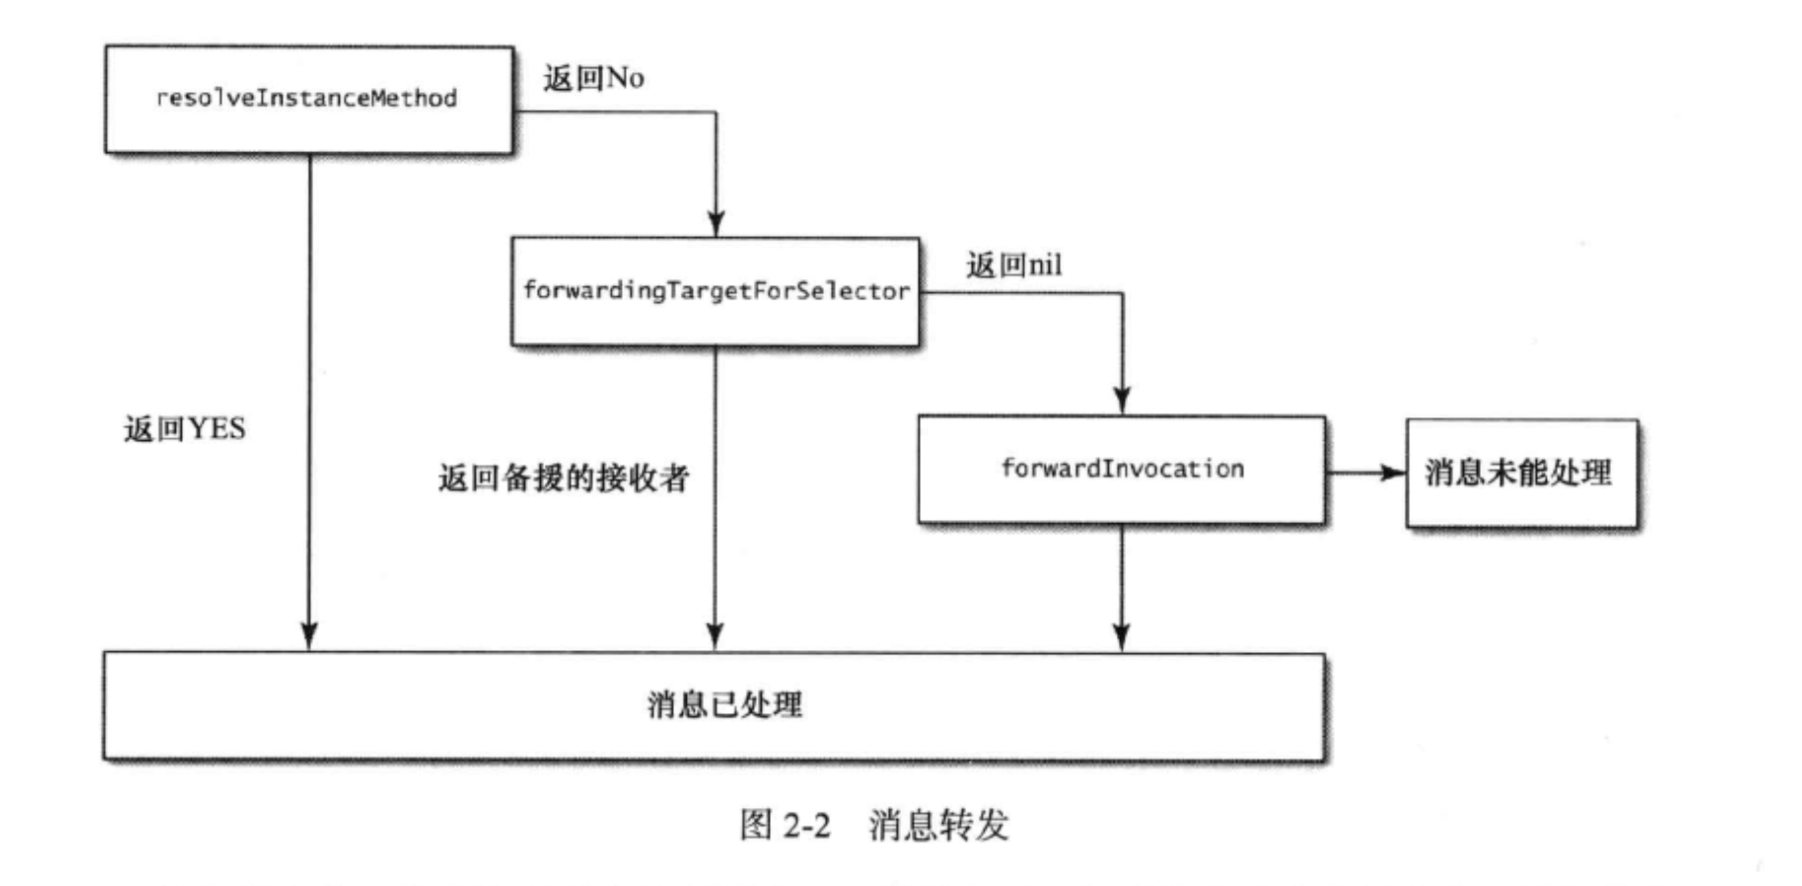 resolveInstanceMethod
返回No
forwardingTargetForSelector
返回nil
返回YES
返回备援的接收者
forwardInvocation
消息未能处理
消息已处理
图 2-2 消息转发